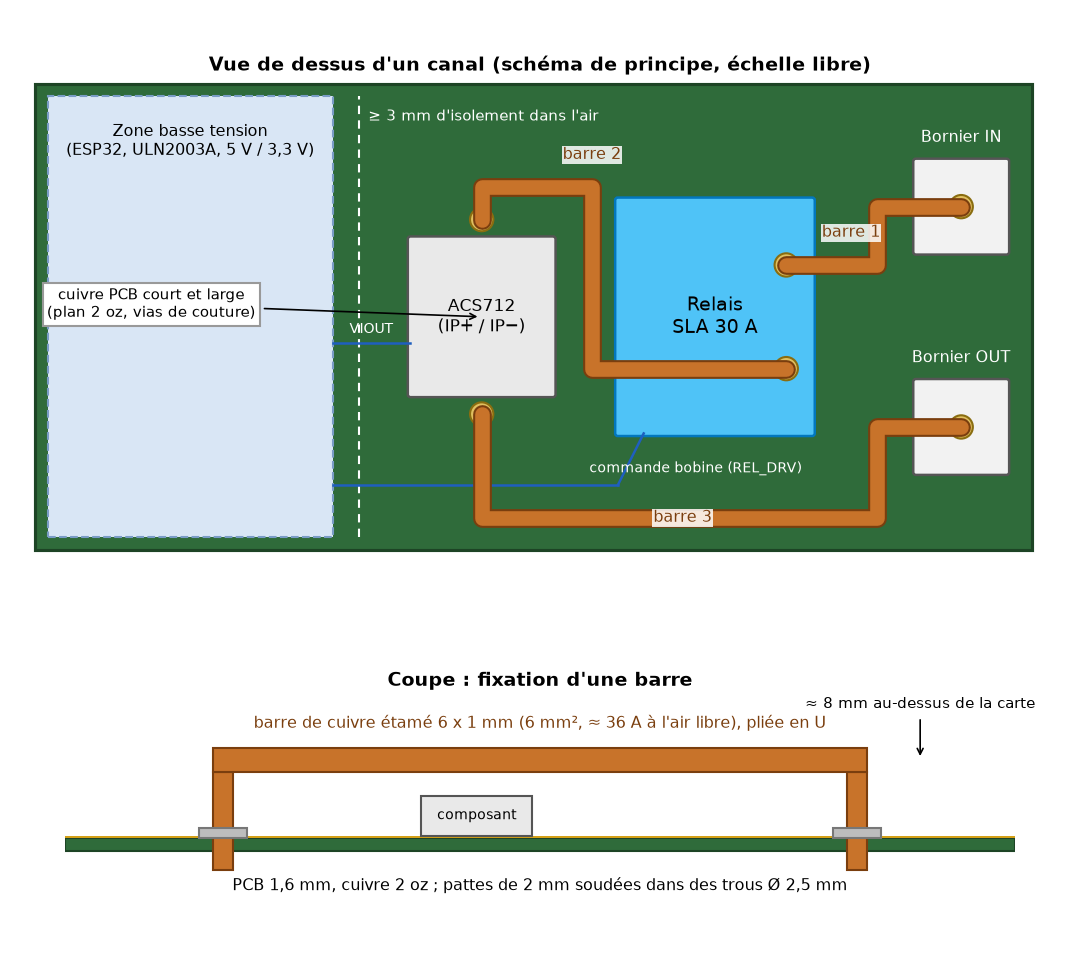 Vue de dessus d'un canal (schéma de principe, échelle libre)
Zone basse tension
(ESP32, ULN2003A, 5 V / 3,3 V)
≥ 3 mm d'isolement dans l'air
barre 2
Bornier IN
barre 1
cuivre PCB court et large
(plan 2 oz, vias de couture)
VIOUT
ACS712
(IP+ / IP−)
Relais
SLA 30 A
Bornier OUT
commande bobine (REL_DRV)
barre 3
Coupe : fixation d'une barre
≈ 8 mm au-dessus de la carte
barre de cuivre étamé 6 x 1 mm (6 mm², ≈ 36 A à l'air libre), pliée en U
composant
PCB 1,6 mm, cuivre 2 oz ; pattes de 2 mm soudées dans des trous Ø 2,5 mm